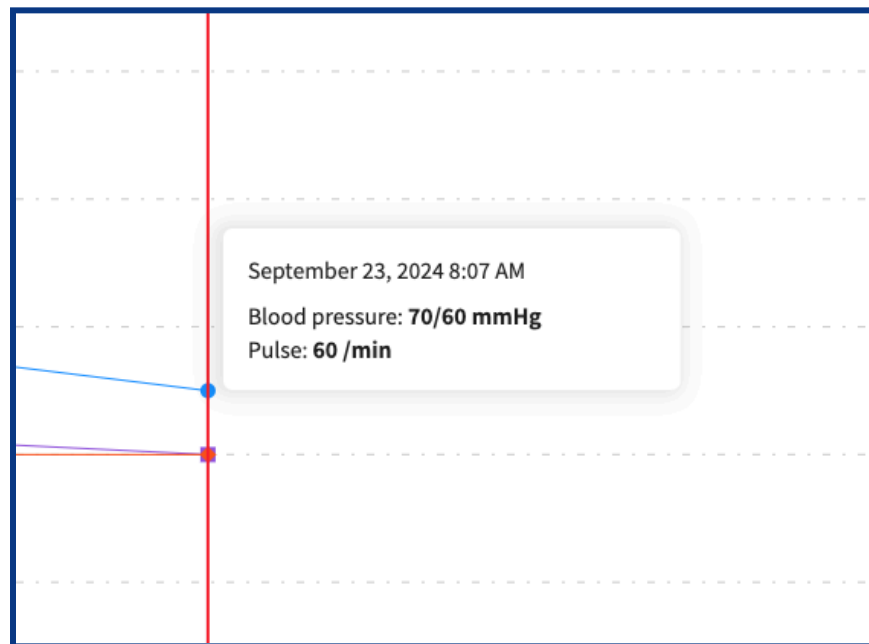 September 23, 2024 8:07 AM
Blood pressure: 70/60 mmHg
Pulse: 60 /min